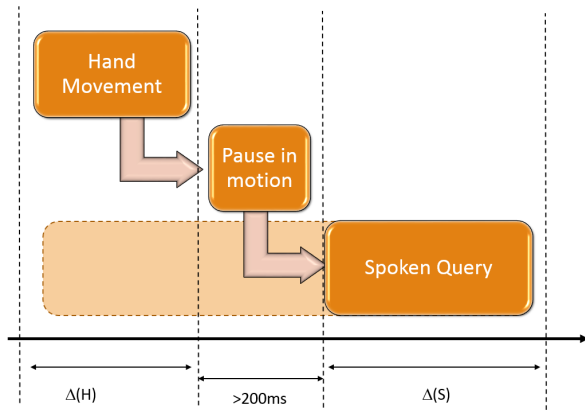 Hand
Movement
Pause in
motion
Spoken Query
Δ(H)
>200ms
Δ(S)